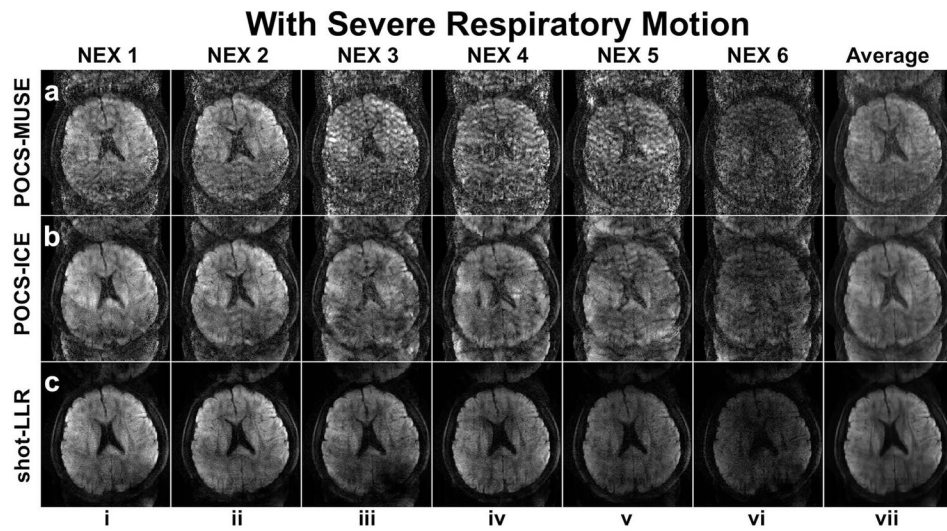 With Severe Respiratory Motion
NEX 1 NEX 2 NEX 3 NEX 4 NEX 5 NEX 6 Average
a POCS-MUSE
b POCS-ICE
c shot-LLR
i ii iii iv v vi vii